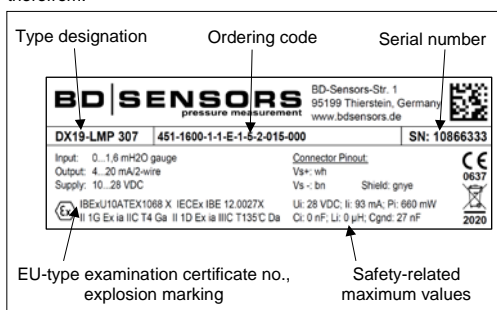 therefrom.
Type designation Ordering code Serial number
BD|SENSORS
pressure measurement
BD-Sensors-Str. 1
95199 Thierstein, Germany
www.bdsensors.de
DX19-LMP 307 451-1600-1-1-E-1-5-2-015-000 SN: 10866333
Input: 0...1,6 mH2O gauge
Output: 4...20 mA/2-wire
Supply: 10...28 VDC
Connector Pinout:
Vs+: wh
Vs -: bn Shield: gnye
CE
0637
Ex
IBExU10ATEX1068 X IECEx IBE 12.0027X
II 1G Ex ia IIC T4 Ga II 1D Ex ia IIIC T135°C Da
Ui: 28 VDC; Ii: 93 mA; Pi: 660 mW
Ci: 0 nF; Li: 0 µH; Cgnd: 27 nF
2020
EU-type examination certificate no.,
explosion marking
Safety-related
maximum values